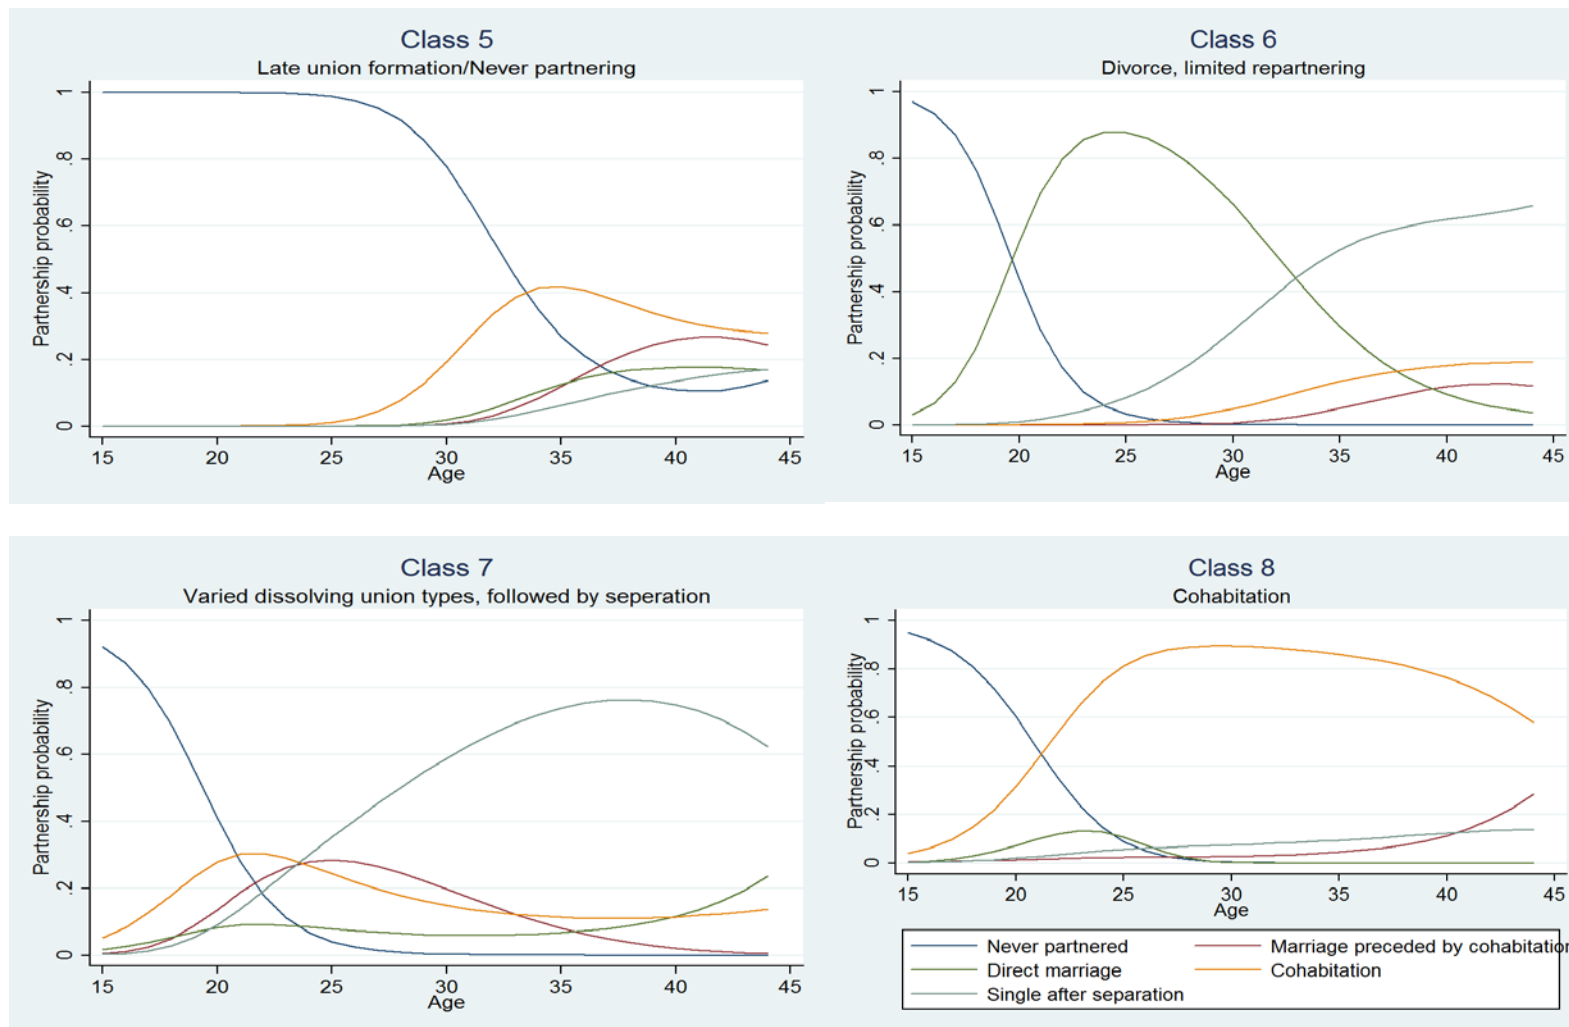 Class 5
Late union formation/Never partnering
Partnership probability
0 .2 .4 .6 .8 1
15 20 25 30 35 40 45
Age
Class 6
Divorce, limited repartnering
Partnership probability
0 .2 .4 .6 .8 1
15 20 25 30 35 40 45
Age
Class 7
Varied dissolving union types, followed by seperation
Partnership probability
0 .2 .4 .6 .8 1
15 20 25 30 35 40 45
Age
Class 8
Cohabitation
Partnership probability
0 .2 .4 .6 .8 1
15 20 25 30 35 40 45
Age
Never partnered
Marriage preceded by cohabitation
Direct marriage
Cohabitation
Single after separation